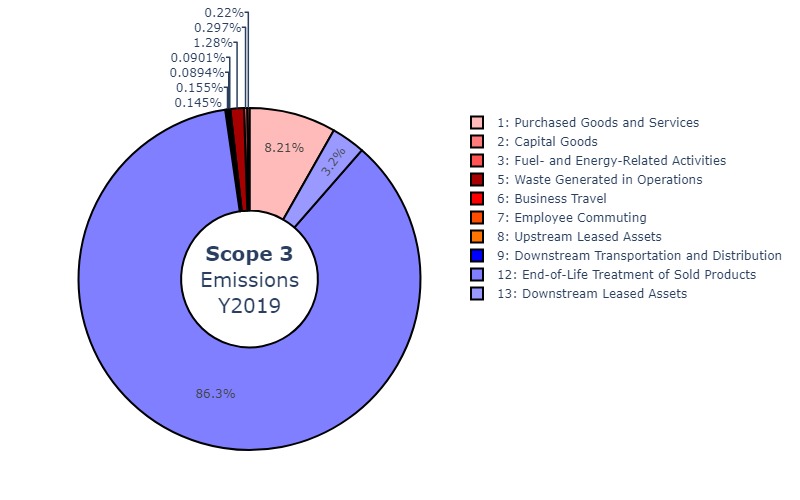 0.22%
0.297%
1.28%
0.0901%
0.0894%
0.155%
0.145%
8.21%
3.2%
86.3%
Scope 3
Emissions
Y2019
1: Purchased Goods and Services
2: Capital Goods
3: Fuel- and Energy-Related Activities
5: Waste Generated in Operations
6: Business Travel
7: Employee Commuting
8: Upstream Leased Assets
9: Downstream Transportation and Distribution
12: End-of-Life Treatment of Sold Products
13: Downstream Leased Assets